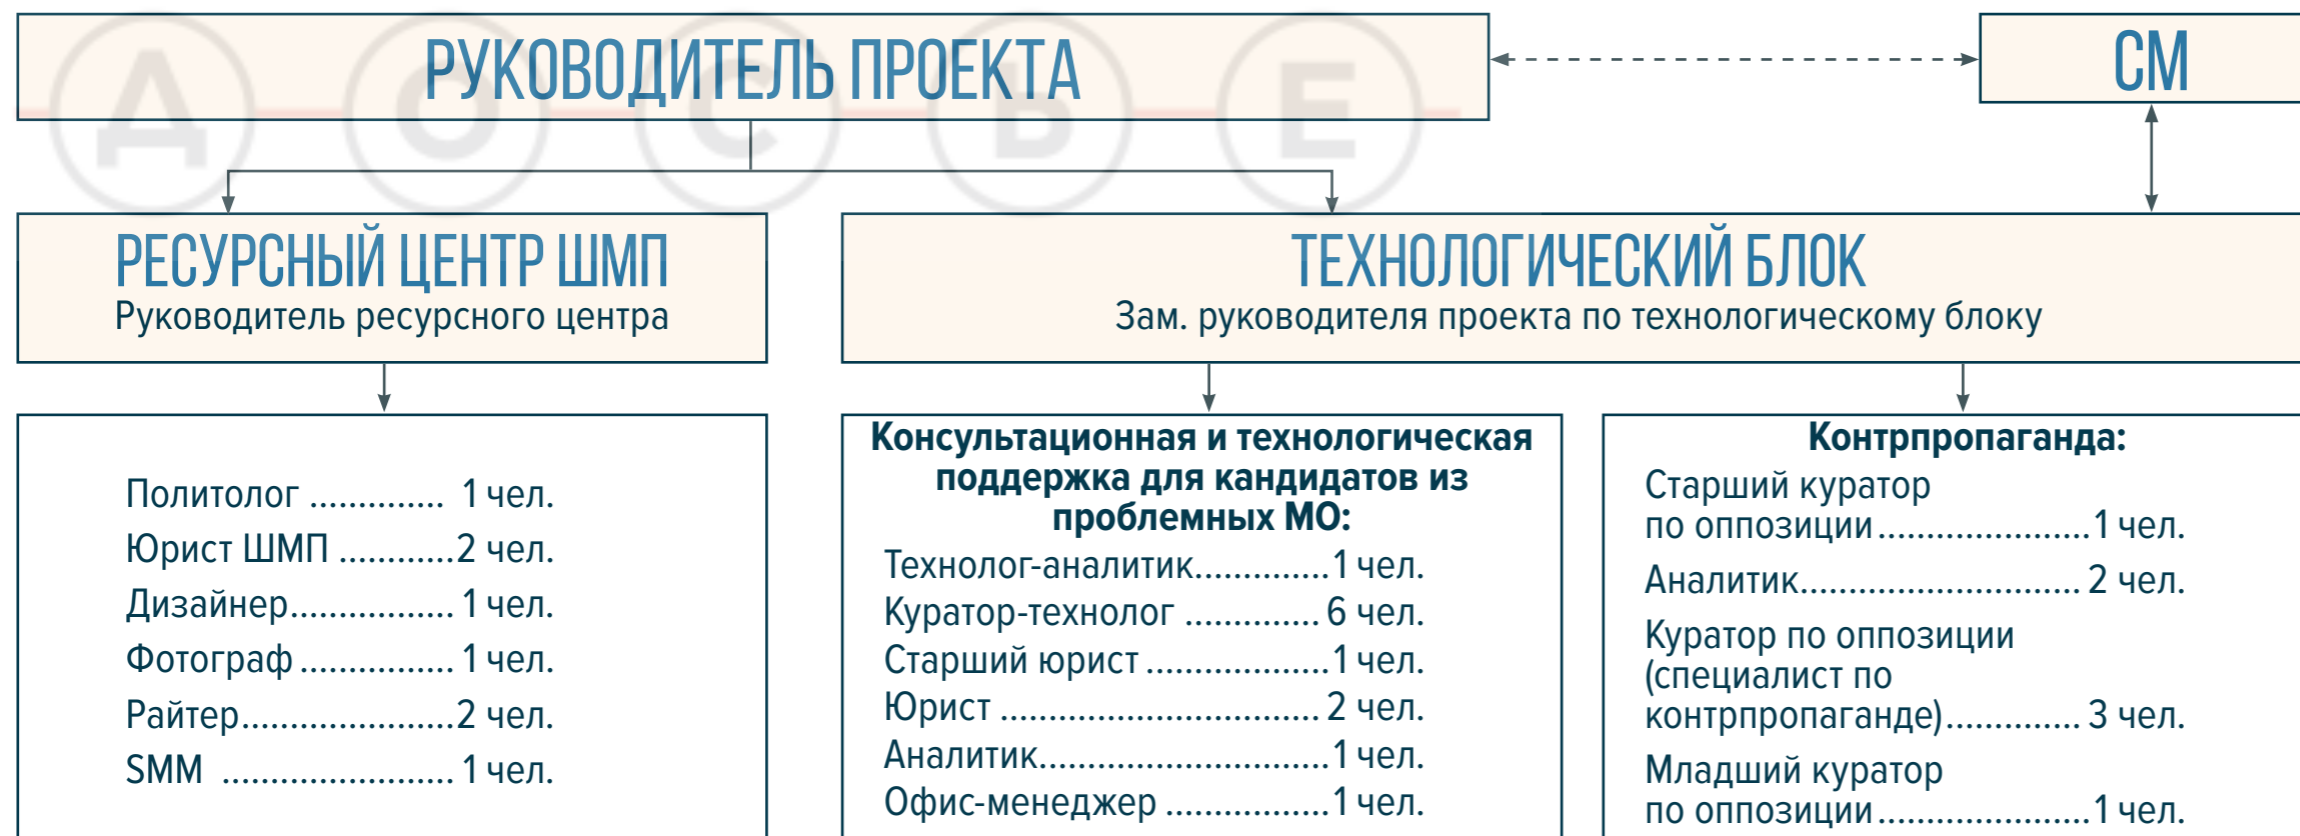 РУКОВОДИТЕЛЬ ПРОЕКТА
СМ
ДОСЬЕ
РЕСУРСНЫЙ ЦЕНТР ШМП
Руководитель ресурсного центра
ТЕХНОЛОГИЧЕСКИЙ БЛОК
Зам. руководителя проекта по технологическому блоку
Политолог .............. 1 чел.
Юрист ШМП ............2 чел.
Дизайнер................. 1 чел.
Фотограф ................ 1 чел.
Райтер......................2 чел.
SMM ........................ 1 чел.
Консультационная и технологическая
поддержка для кандидатов из
проблемных МО:
Технолог-аналитик..............1 чел.
Куратор-технолог .............. 6 чел.
Старший юрист ...................1 чел.
Юрист ................................. 2 чел.
Аналитик..............................1 чел.
Офис-менеджер .................1 чел.
Контрпропаганда:
Старший куратор
по оппозиции......................1 чел.
Аналитик............................. 2 чел.
Куратор по оппозиции
(специалист по
контрпропаганде).............. 3 чел.
Младший куратор
по оппозиции......................1 чел.